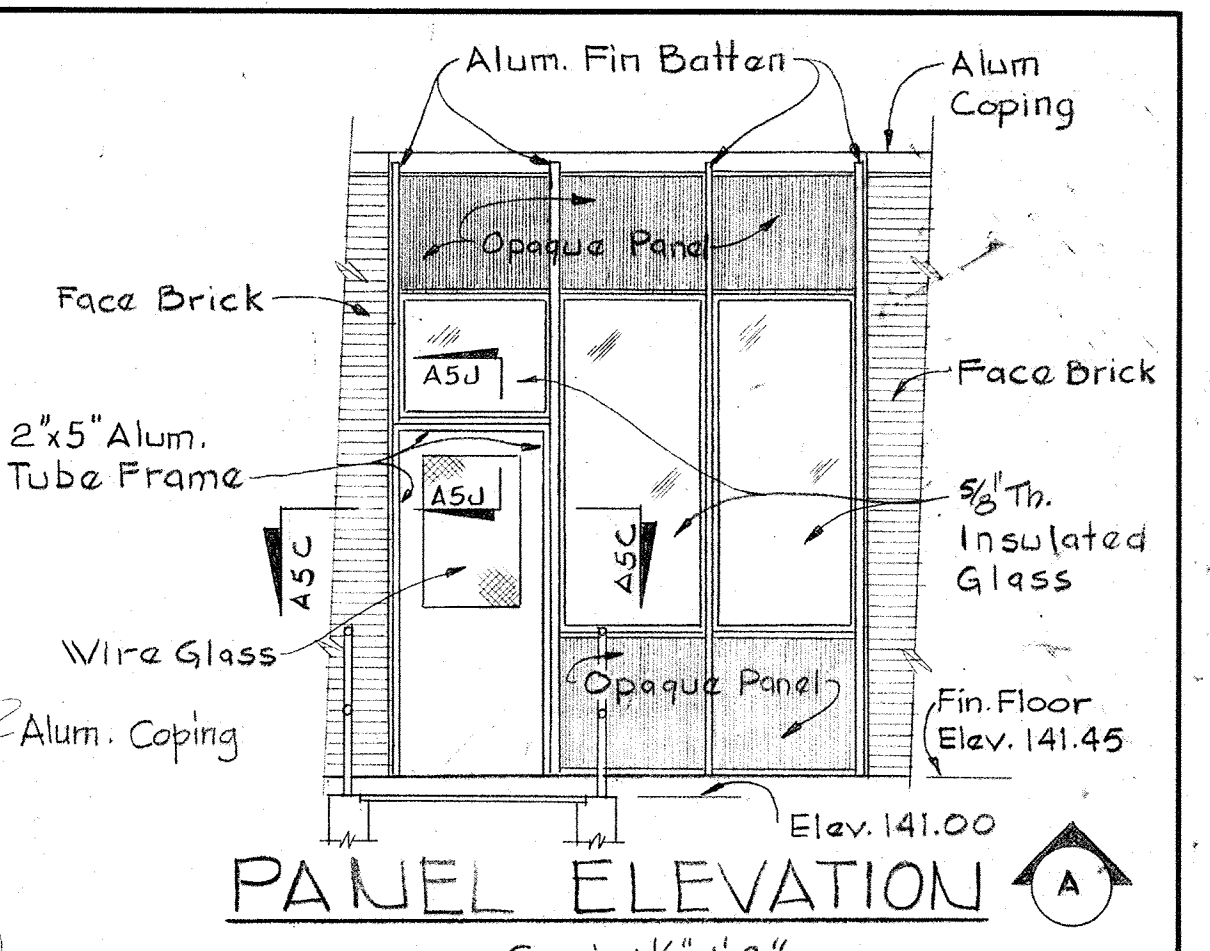 Alum. Fin Batten
Alum
Coping
Opaque Panel
Face Brick
A5J
Face Brick
2"x5" Alum.
Tube Frame
A5J
5/8" Th.
Insulated
Glass
A5C
A5C
Wire Glass
Opaque Panel
Alum. Coping
Fin. Floor
Elev. 141.45
Elev. 141.00
PANEL ELEVATION
A